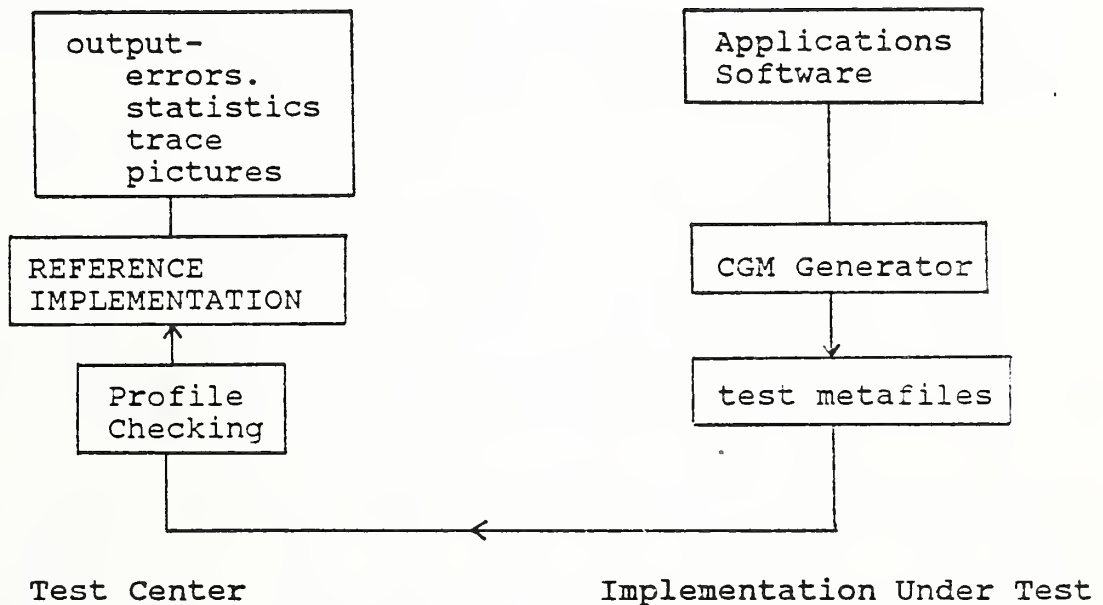 output-
errors.
statistics
trace
pictures
REFERENCE
IMPLEMENTATION
Profile
Checking
Test Center
Applications
Software
CGM Generator
test metafiles
Implementation Under Test